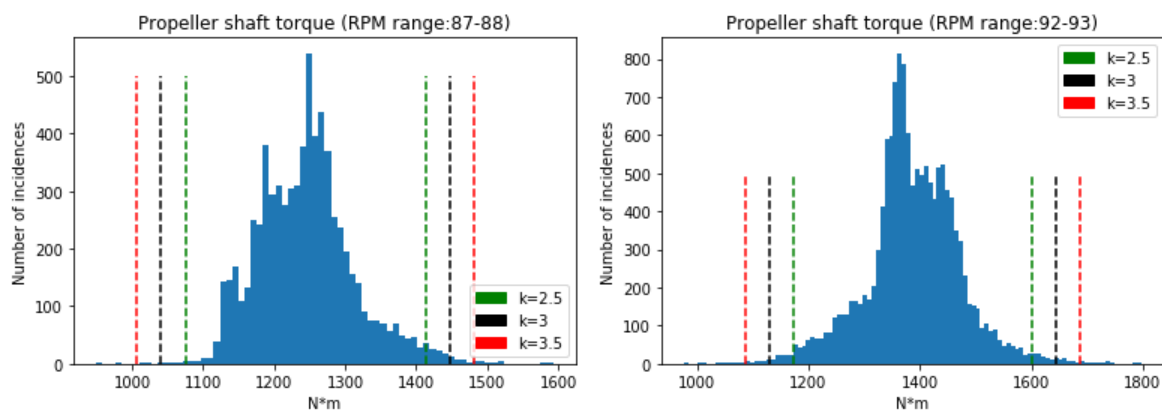 Propeller shaft torque (RPM range:87-88)
500
400
300
200
100
0
Number of incidences
1000 1100 1200 1300 1400 1500 1600
N*m
k=2.5
k=3
k=3.5
Propeller shaft torque (RPM range:92-93)
800
700
600
500
400
300
200
100
0
Number of incidences
1000 1200 1400 1600 1800
N*m
k=2.5
k=3
k=3.5